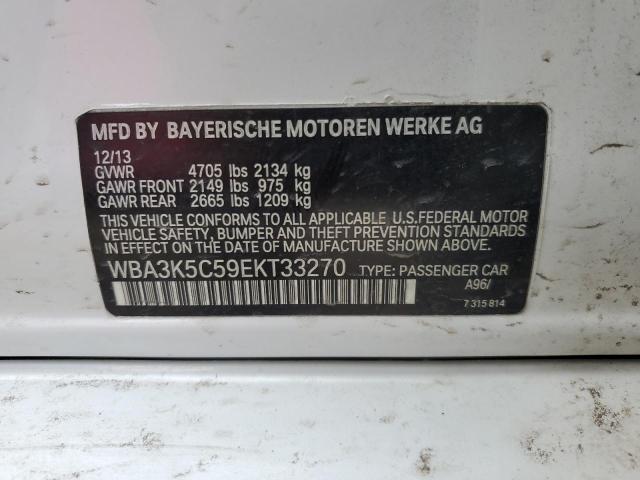 MFD BY BAYERISCHE MOTOREN WERKE AG
12/13
GVWR 4705 lbs 2134 kg
GAWR FRONT 2149 lbs 975 kg
GAWR REAR 2665 lbs 1209 kg
THIS VEHICLE CONFORMS TO ALL APPLICABLE U.S.FEDERAL MOTOR
VEHICLE SAFETY, BUMPER AND THEFT PREVENTION STANDARDS
IN EFFECT ON THE DATE OF MANUFACTURE SHOWN ABOVE.
WBA3K5C59EKT33270 TYPE: PASSENGER CAR
A96/
7 315 814